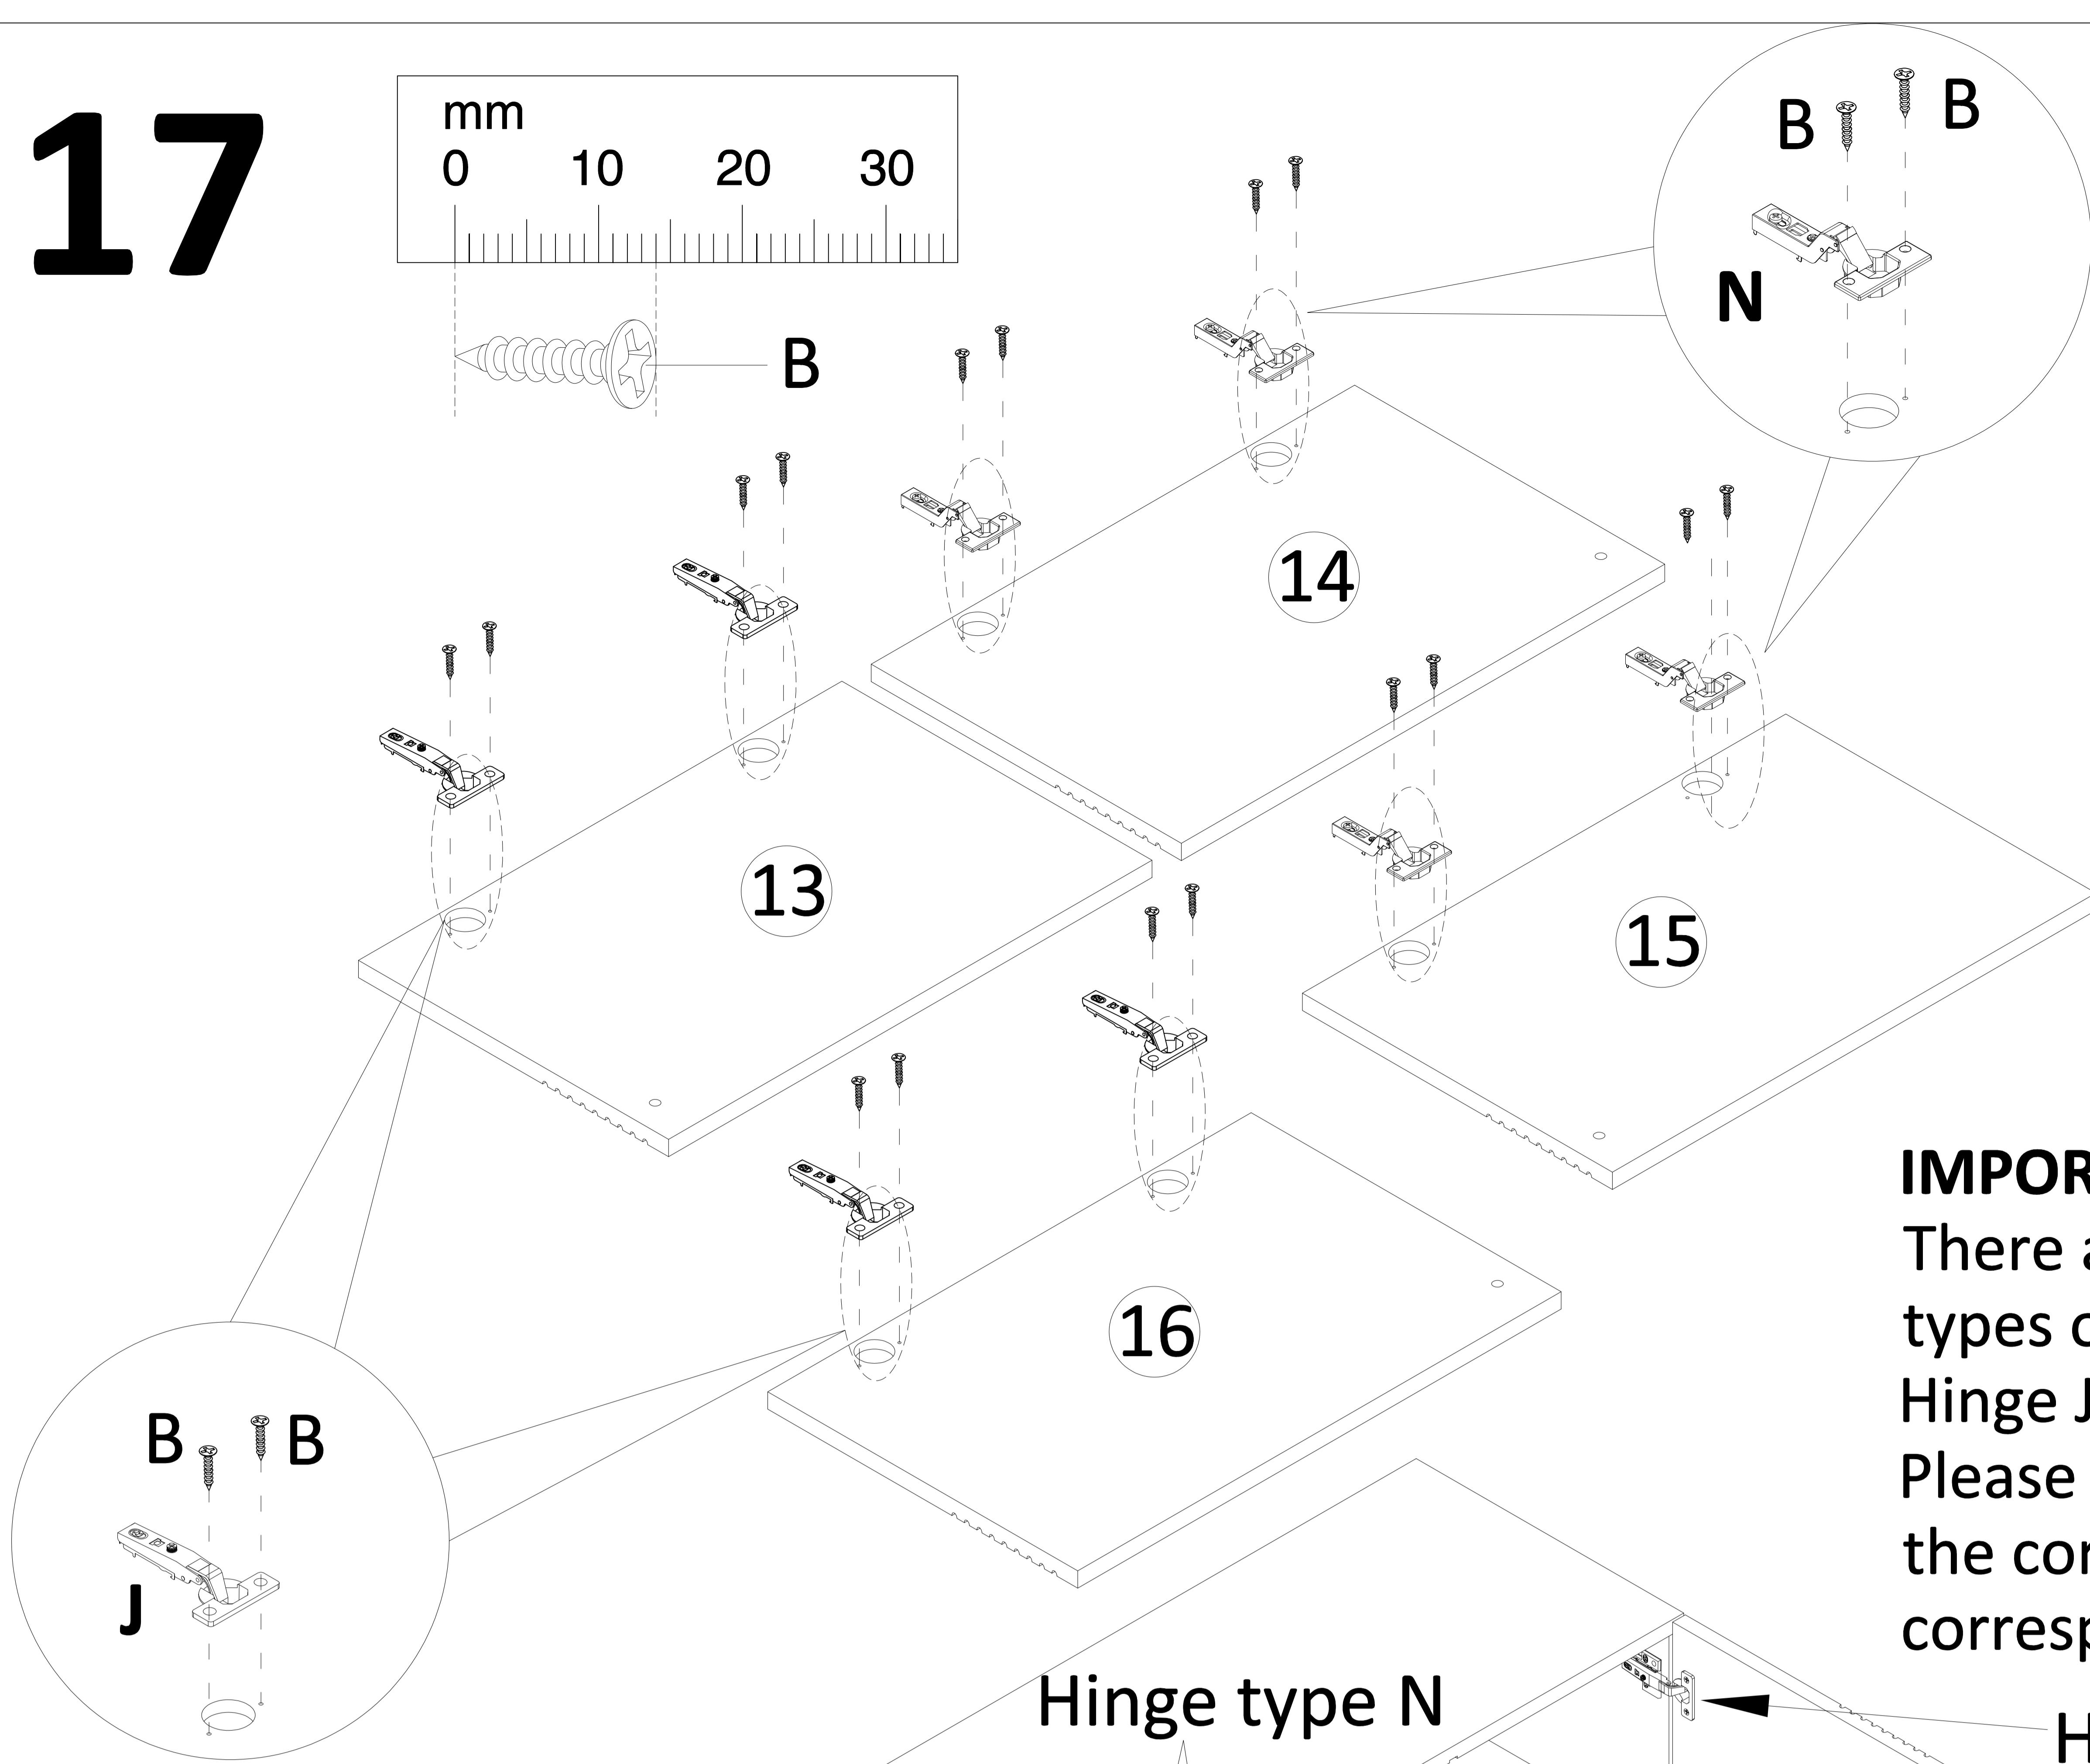 17
mm
0 10 20 30
B
B B
N
14
13
15
16
B B
J
IMPOR
There a
types o
Hinge J
Please
the cor
corresp
Hinge type N
H